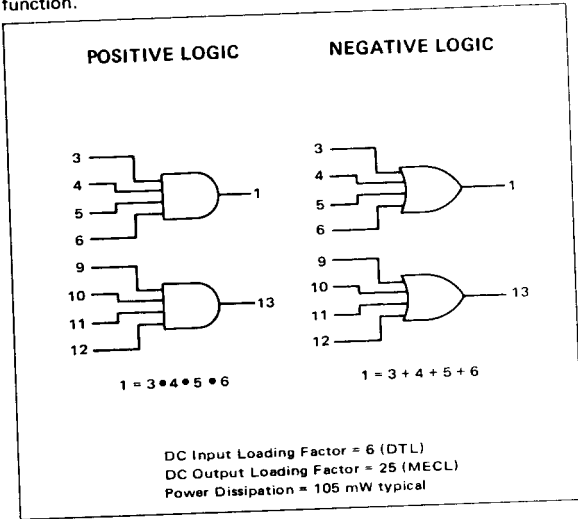 function.
POSITIVE LOGIC
NEGATIVE LOGIC
3
4
5
6
1
9
10
11
12
13
1 = 3 • 4 • 5 • 6
3
4
5
6
1
9
10
11
12
13
1 = 3 + 4 + 5 + 6
DC Input Loading Factor = 6 (DTL)
DC Output Loading Factor = 25 (MECL)
Power Dissipation = 105 mW typical